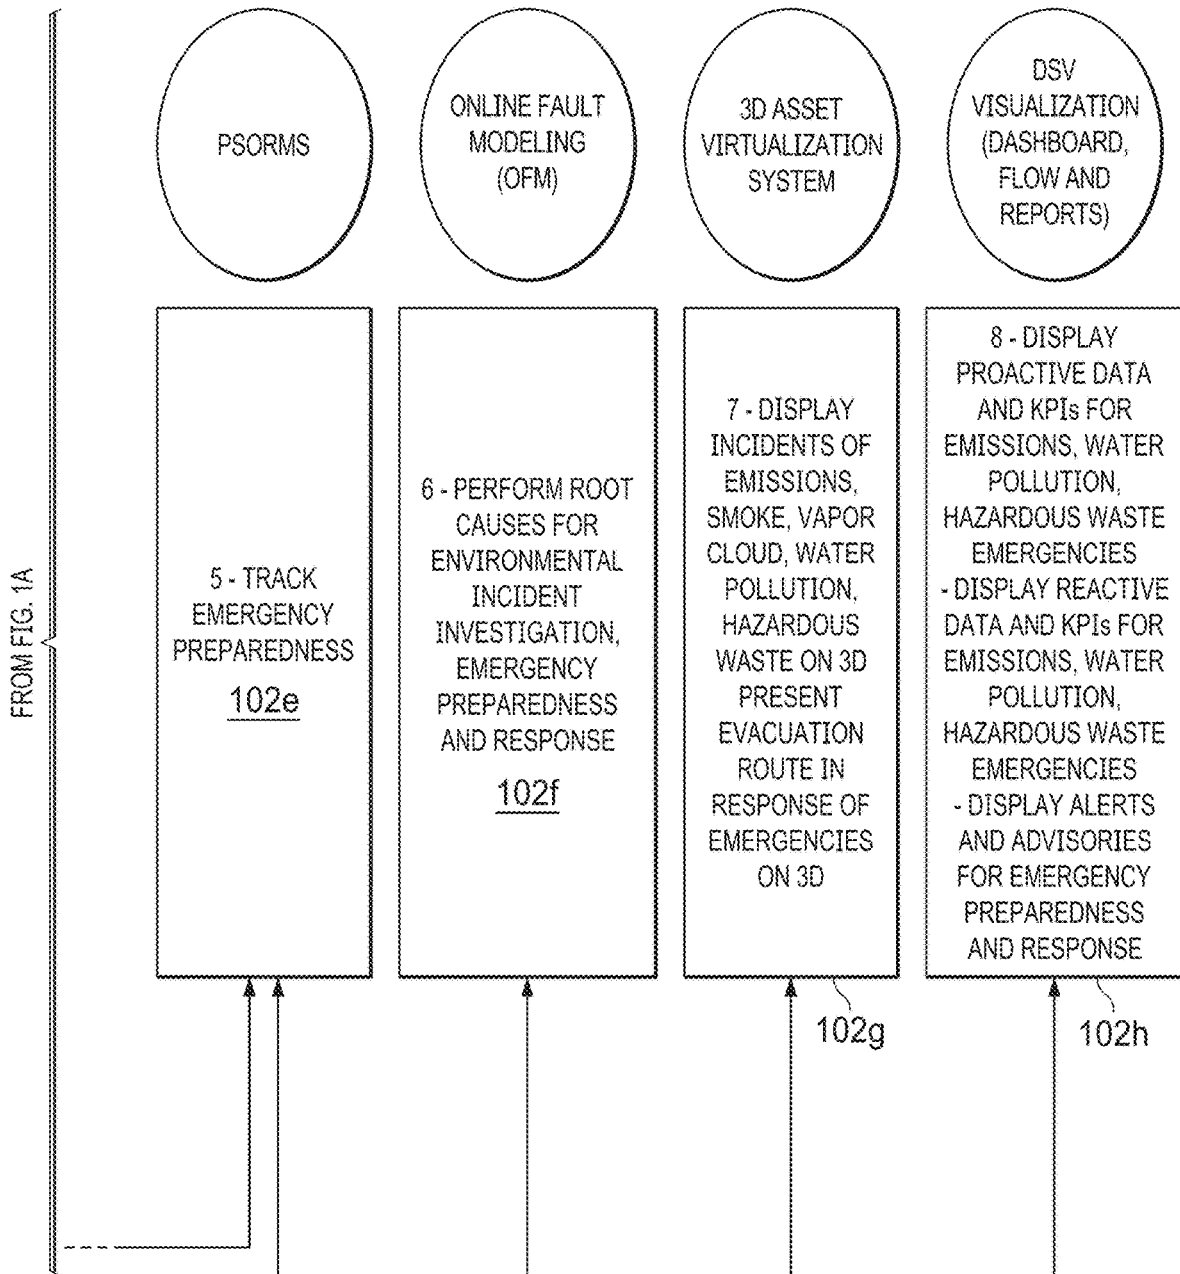 FROM FIG. 1A
PSORMS
ONLINE FAULT
MODELING
(OFM)
3D ASSET
VIRTUALIZATION
SYSTEM
DSV
VISUALIZATION
(DASHBOARD,
FLOW AND
REPORTS)
5 - TRACK
EMERGENCY
PREPAREDNESS
102e
6 - PERFORM ROOT
CAUSES FOR
ENVIRONMENTAL
INCIDENT
INVESTIGATION,
EMERGENCY
PREPAREDNESS
AND RESPONSE
102f
7 - DISPLAY
INCIDENTS OF
EMISSIONS,
SMOKE, VAPOR
CLOUD, WATER
POLLUTION,
HAZARDOUS
WASTE ON 3D
PRESENT
EVACUATION
ROUTE IN
RESPONSE OF
EMERGENCIES
ON 3D
102g
8 - DISPLAY
PROACTIVE DATA
AND KPIs FOR
EMISSIONS, WATER
POLLUTION,
HAZARDOUS WASTE
EMERGENCIES
- DISPLAY REACTIVE
DATA AND KPIs FOR
EMISSIONS, WATER
POLLUTION,
HAZARDOUS WASTE
EMERGENCIES
- DISPLAY ALERTS
AND ADVISORIES
FOR EMERGENCY
PREPAREDNESS
AND RESPONSE
102h